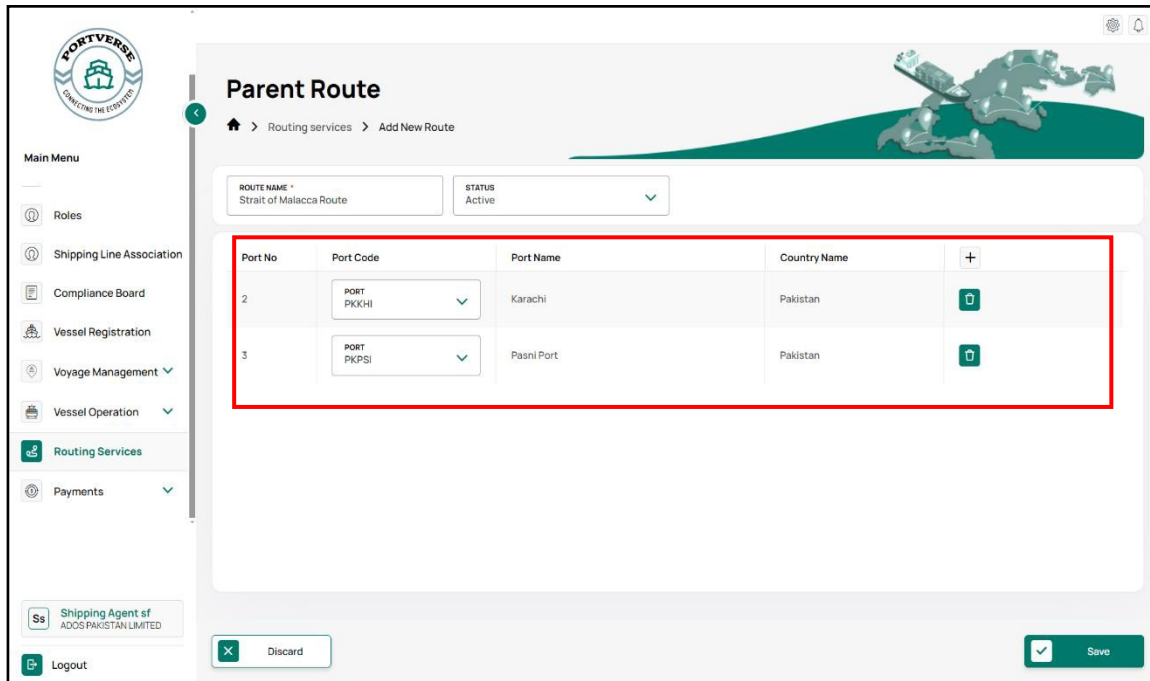 PORTVERSE
CONNECTING THE ECOSYSTEM
Parent Route
> Routing services > Add New Route
Main Menu
Roles
Shipping Line Association
Compliance Board
Vessel Registration
Voyage Management
Vessel Operation
Routing Services
Payments
Ss Shipping Agent sf
ADOS PAKISTAN LIMITED
Logout
ROUTE NAME *
Strait of Malacca Route
STATUS
Active
Port No Port Code Port Name Country Name +
2 PORT PKKHI Karachi Pakistan
3 PORT PKPSI Pasni Port Pakistan
Discard
Save